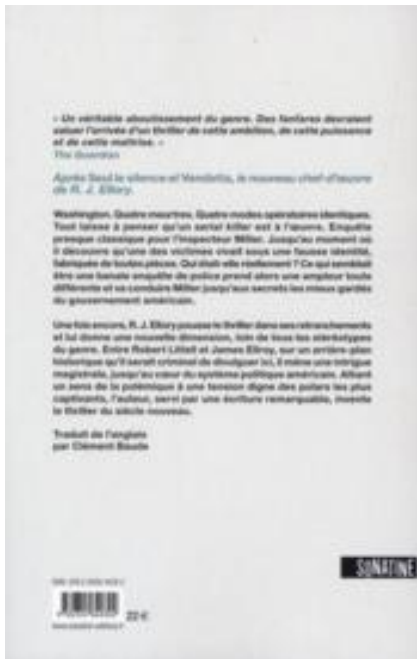 « Un véritable aboutissement du genre. Des fanfares devraient
saluer l'arrivée d'un thriller de cette ambition, de cette puissance
et de cette maîtrise. »
The Guardian
Après Seul le silence et Vendetta, le nouveau chef-d'œuvre
de R. J. Ellory.
Washington. Quatre meurtres. Quatre modes opératoires identiques.
Tout laisse à penser qu'un serial killer est à l'œuvre. Enquête
presque classique pour l'inspecteur Miller. Jusqu'au moment où
il découvre qu'une des victimes vivait sous une fausse identité,
fabriquée de toutes pièces. Qui était-elle réellement ? Ce qui semblait
être une banale enquête de police prend alors une ampleur toute
différente et va conduire Miller jusqu'aux secrets les mieux gardés
du gouvernement américain.
Une fois encore, R. J. Ellory pousse le thriller dans ses retranchements
et lui donne une nouvelle dimension, loin de tous les stéréotypes
du genre. Entre Robert Littell et James Ellroy, sur un arrière-plan
historique qu'il serait criminel de divulguer ici, il mène une intrigue
magistrale, jusqu'au cœur du système politique américain. Alliant
un sens de la polémique à une tension digne des polars les plus
captivants, l'auteur, servi par une écriture remarquable, invente
le thriller du siècle nouveau.
Traduit de l'anglais
par Clément Baude
SONATINE
22 €